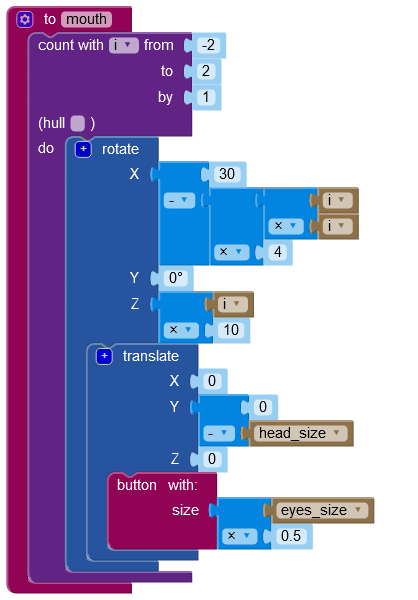 to mouth
count with i from -2
to 2
by 1
(hull )
do + rotate
X 30
- i
× i
× 4
Y 0°
Z i
× 10
+ translate
X 0
Y 0
- head_size
Z 0
button with:
size eyes_size
× 0.5